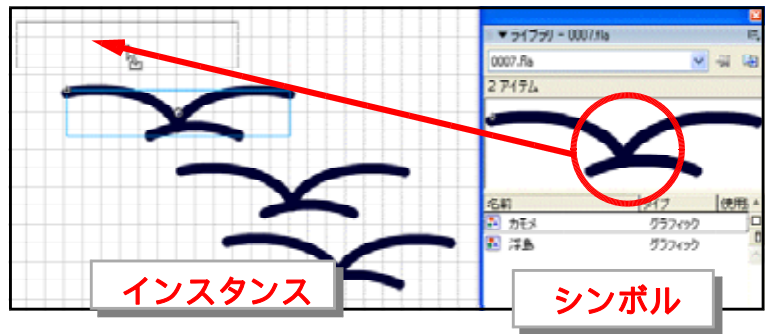 ▼ ライブラリ - 0007.fla
0007.fla
2 アイテム
名前 タイプ 使用
カモメ グラフィック
浮島 グラフィック
インスタンス
シンボル